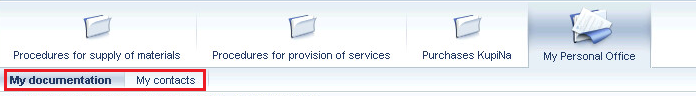 Procedures for supply of materials Procedures for provision of services Purchases KupiNa My Personal Office
My documentation My contacts